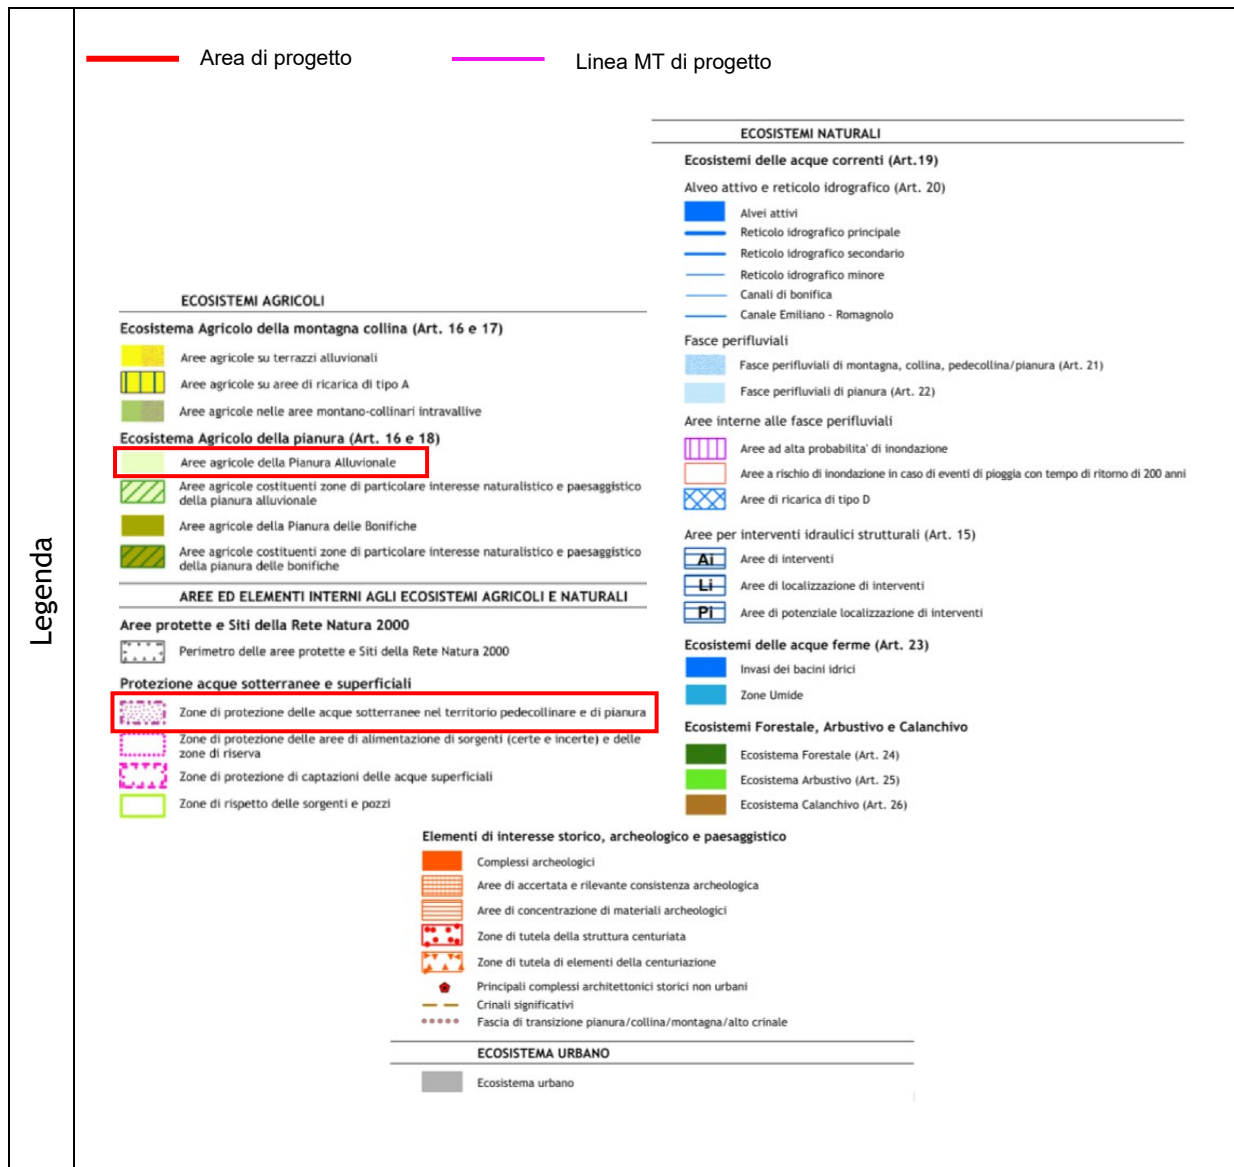 Legenda
Area di progetto
Linea MT di progetto
ECOSISTEMI AGRICOLI
Ecosistema Agricolo della montagna collina (Art. 16 e 17)
Aree agricole su terrazzi alluvionali
Aree agricole su aree di ricarica di tipo A
Aree agricole nelle aree montano-collinari intravallive
Ecosistema Agricolo della pianura (Art. 16 e 18)
Aree agricole della Pianura Alluvionale
Aree agricole costituenti zone di particolare interesse naturalistico e paesaggistico
della pianura alluvionale
Aree agricole della Pianura delle Bonifiche
Aree agricole costituenti zone di particolare interesse naturalistico e paesaggistico
della pianura delle bonifiche
AREE ED ELEMENTI INTERNI AGLI ECOSISTEMI AGRICOLI E NATURALI
Aree protette e Siti della Rete Natura 2000
Perimetro delle aree protette e Siti della Rete Natura 2000
Protezione acque sotterranee e superficiali
Zone di protezione delle acque sotterranee nel territorio pedecollinare e di pianura
Zone di protezione delle aree di alimentazione di sorgenti (certe e incerte) e delle
zone di riserva
Zone di protezione di captazioni delle acque superficiali
Zone di rispetto delle sorgenti e pozzi
ECOSISTEMI NATURALI
Ecosistemi delle acque correnti (Art.19)
Alveo attivo e reticolo idrografico (Art. 20)
Alvei attivi
Reticolo idrografico principale
Reticolo idrografico secondario
Reticolo idrografico minore
Canali di bonifica
Canale Emiliano - Romagnolo
Fasce perifluviali
Fasce perifluviali di montagna, collina, pedecollina/pianura (Art. 21)
Fasce perifluviali di pianura (Art. 22)
Aree interne alle fasce perifluviali
Aree ad alta probabilita' di inondazione
Aree a rischio di inondazione in caso di eventi di pioggia con tempo di ritorno di 200 anni
Aree di ricarica di tipo D
Aree per interventi idraulici strutturali (Art. 15)
Ai Aree di interventi
Li Aree di localizzazione di interventi
Pi Aree di potenziale localizzazione di interventi
Ecosistemi delle acque ferme (Art. 23)
Invasi dei bacini idrici
Zone Umide
Ecosistemi Forestale, Arbustivo e Calanchivo
Ecosistema Forestale (Art. 24)
Ecosistema Arbustivo (Art. 25)
Ecosistema Calanchivo (Art. 26)
Elementi di interesse storico, archeologico e paesaggistico
Complessi archeologici
Aree di accertata e rilevante consistenza archeologica
Aree di concentrazione di materiali archeologici
Zone di tutela della struttura centuriata
Zone di tutela di elementi della centuriazione
Principali complessi architettonici storici non urbani
Crinali significativi
Fascia di transizione pianura/collina/montagna/alto crinale
ECOSISTEMA URBANO
Ecosistema urbano